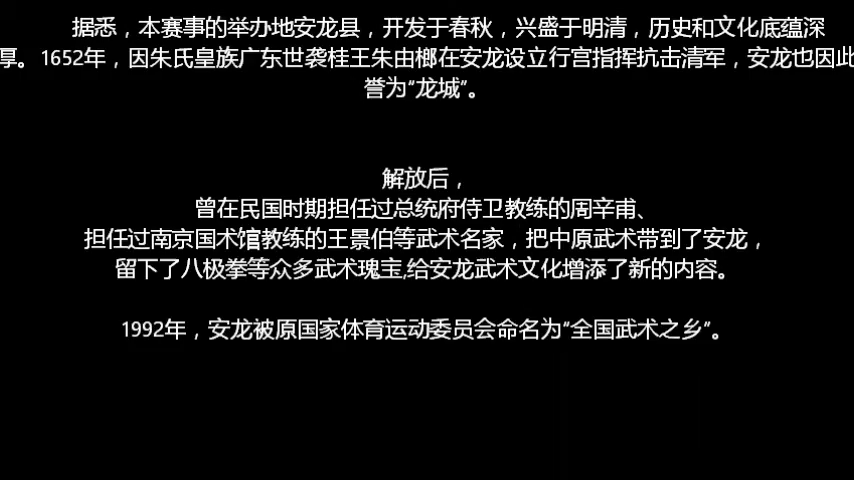 据悉，本赛事的举办地安龙县，开发于春秋，兴盛于明清，历史和文化底蕴深
厚。1652年，因朱氏皇族广东世袭桂王朱由榔在安龙设立行宫指挥抗击清军，安龙也因此
誉为“龙城”。
解放后，
曾在民国时期担任过总统府侍卫教练的周辛甫、
担任过南京国术馆教练的王景伯等武术名家，把中原武术带到了安龙，
留下了八极拳等众多武术瑰宝,给安龙武术文化增添了新的内容。
1992年，安龙被原国家体育运动委员会命名为“全国武术之乡”。